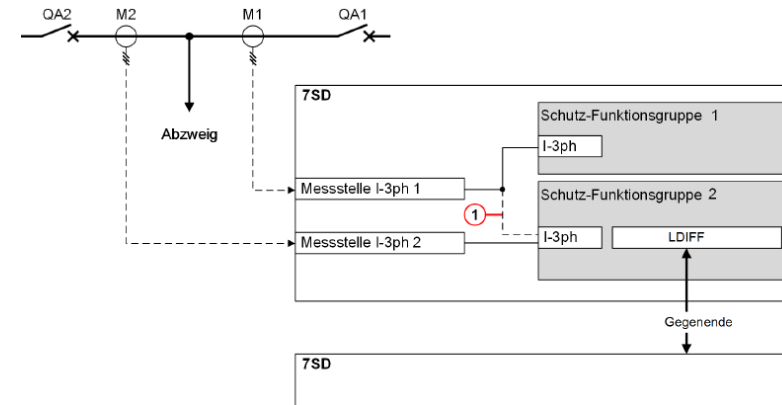 QA2 M2 M1 QA1
Abzweig
7SD
Schutz-Funktionsgruppe 1
I-3ph
Messstelle I-3ph 1
Schutz-Funktionsgruppe 2
1
Messstelle I-3ph 2
I-3ph
LDIFF
Gegenende
7SD